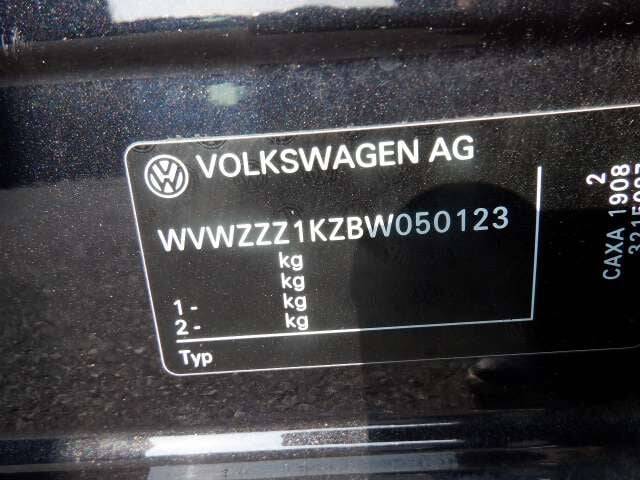 VOLKSWAGEN AG
WVWZZZ1KZBW050123
kg
kg
1- kg
2- kg
Typ
2
CAXA 1908